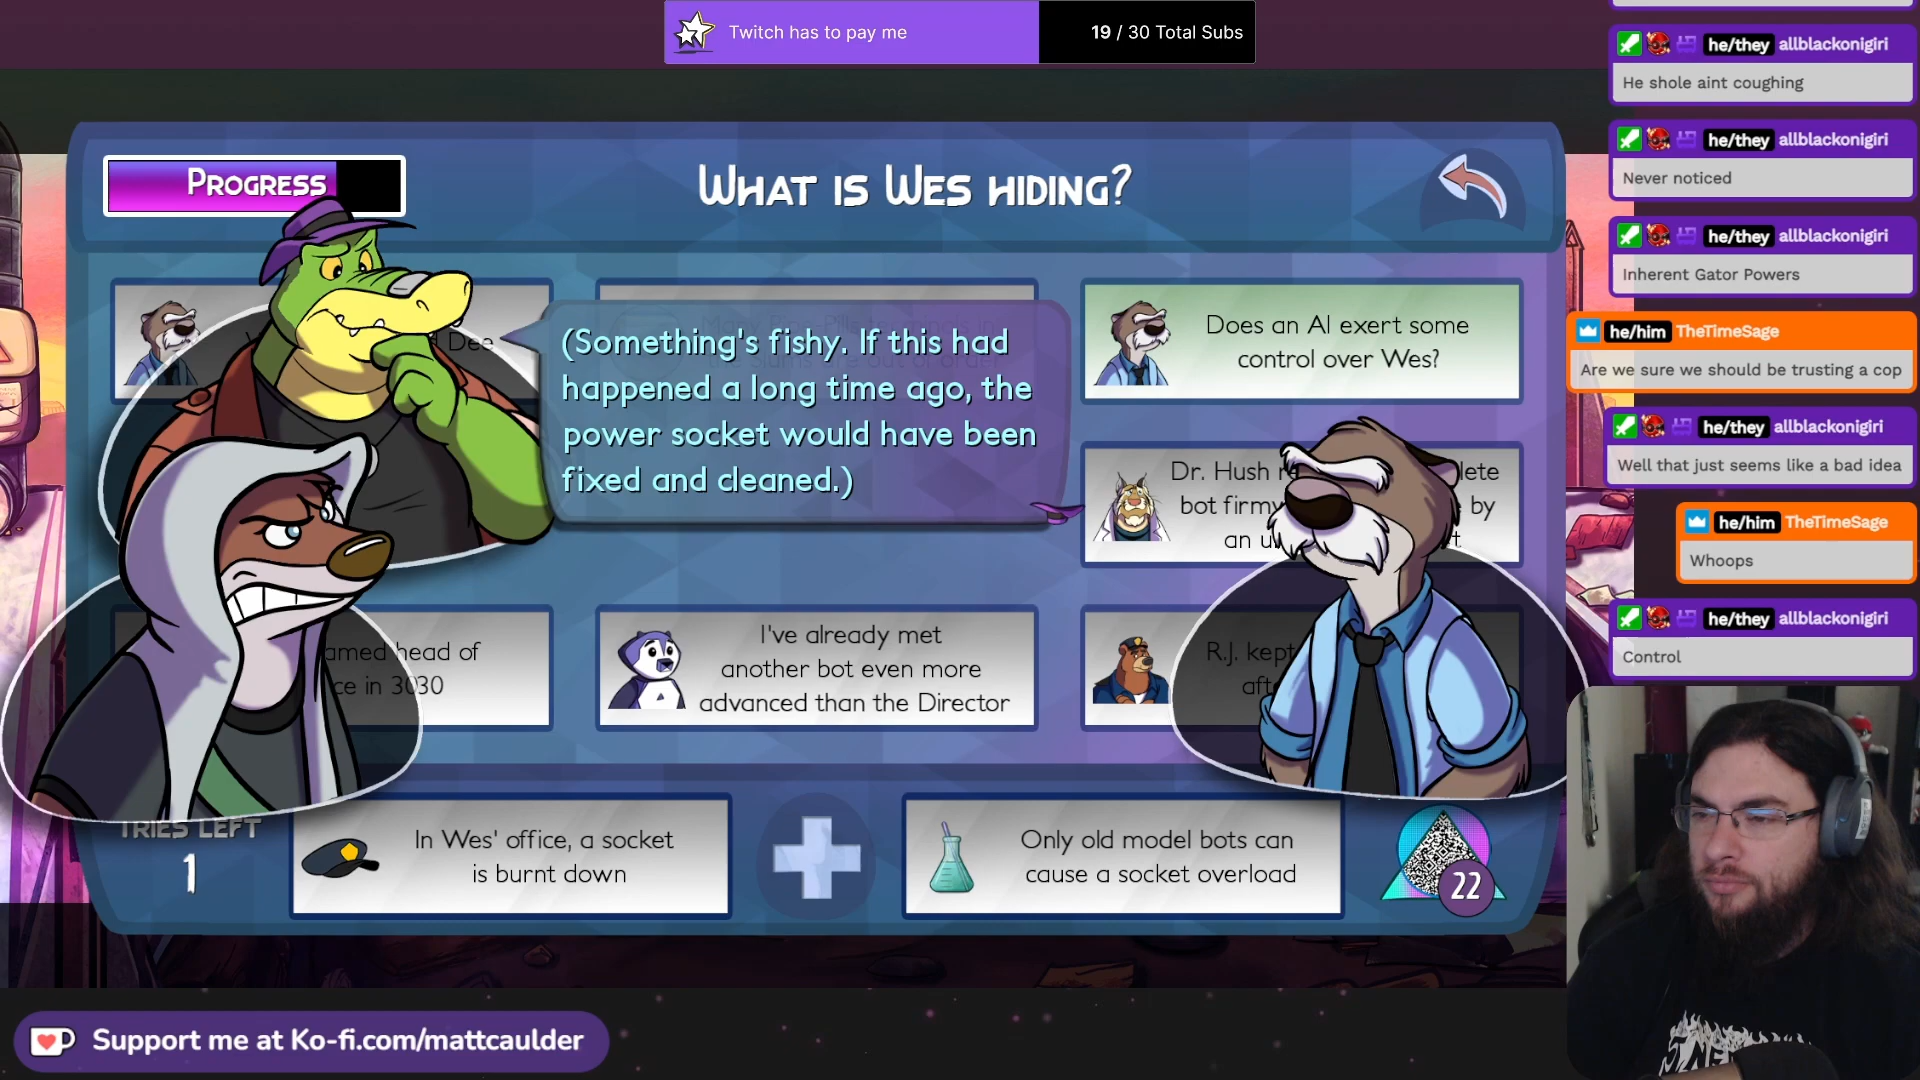 Twitch has to pay me
19 / 30 Total Subs
PROGRESS
WHAT IS WES HIDING?
Dee
(Something's fishy. If this had
happened a long time ago, the
power socket would have been
fixed and cleaned.)
Does an AI exert some
control over Wes?
Dr. Hush
bot firmy
by
an
head of
in 3030
I've already met
another bot even more
advanced than the Director
R.J. kept
TRIES LEFT
1
In Wes' office, a socket
is burnt down
Only old model bots can
cause a socket overload
22
Support me at Ko-fi.com/mattcaulder
he/they allblackonigiri
He shole aint coughing
he/they allblackonigiri
Never noticed
he/they allblackonigiri
Inherent Gator Powers
he/him TheTimeSage
Are we sure we should be trusting a cop
he/they allblackonigiri
Well that just seems like a bad idea
he/him TheTimeSage
Whoops
he/they allblackonigiri
Control